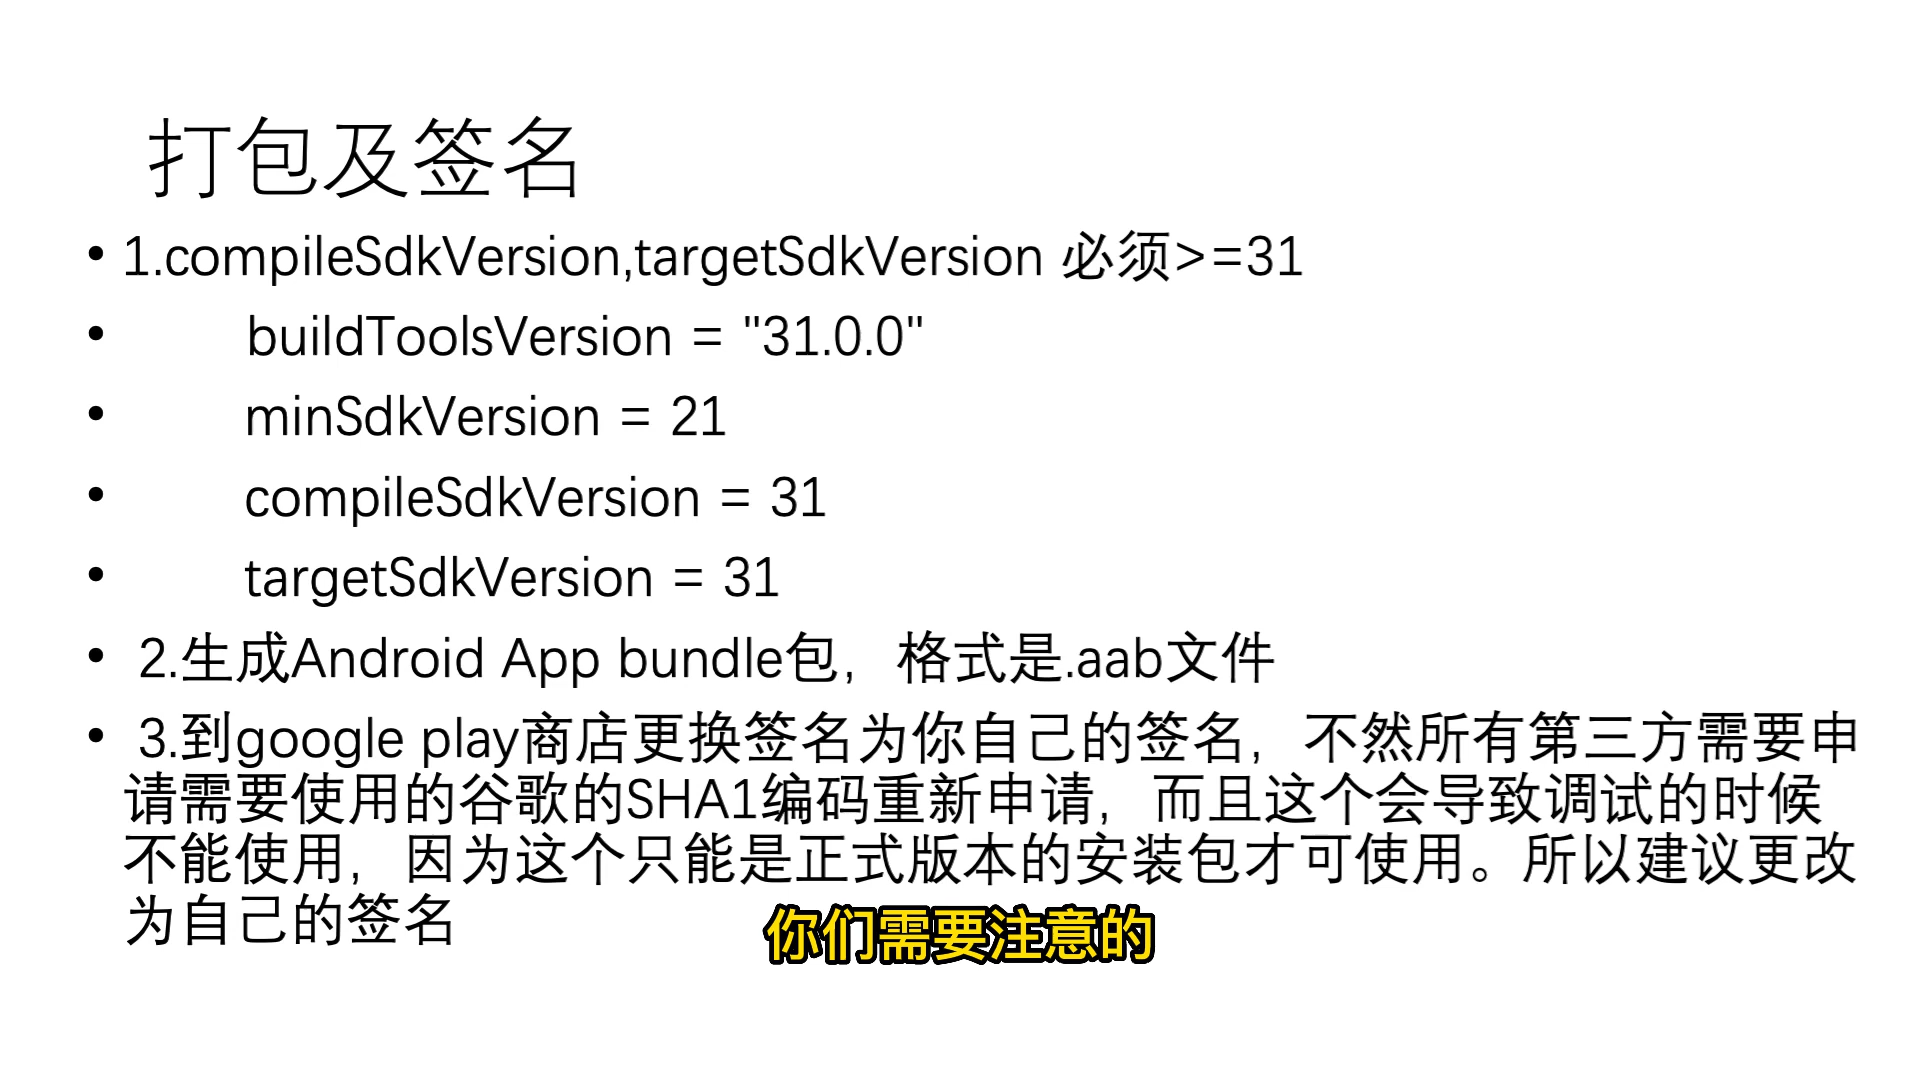 打包及签名
• 1.compileSdkVersion,targetSdkVersion 必须>=31
• buildToolsVersion = "31.0.0"
• minSdkVersion = 21
• compileSdkVersion = 31
• targetSdkVersion = 31
• 2.生成Android App bundle包，格式是.aab文件
• 3.到google play商店更换签名为你自己的签名，不然所有第三方需要申
请需要使用的谷歌的SHA1编码重新申请，而且这个会导致调试的时候
不能使用，因为这个只能是正式版本的安装包才可使用。所以建议更改
为自己的签名
你们需要注意的